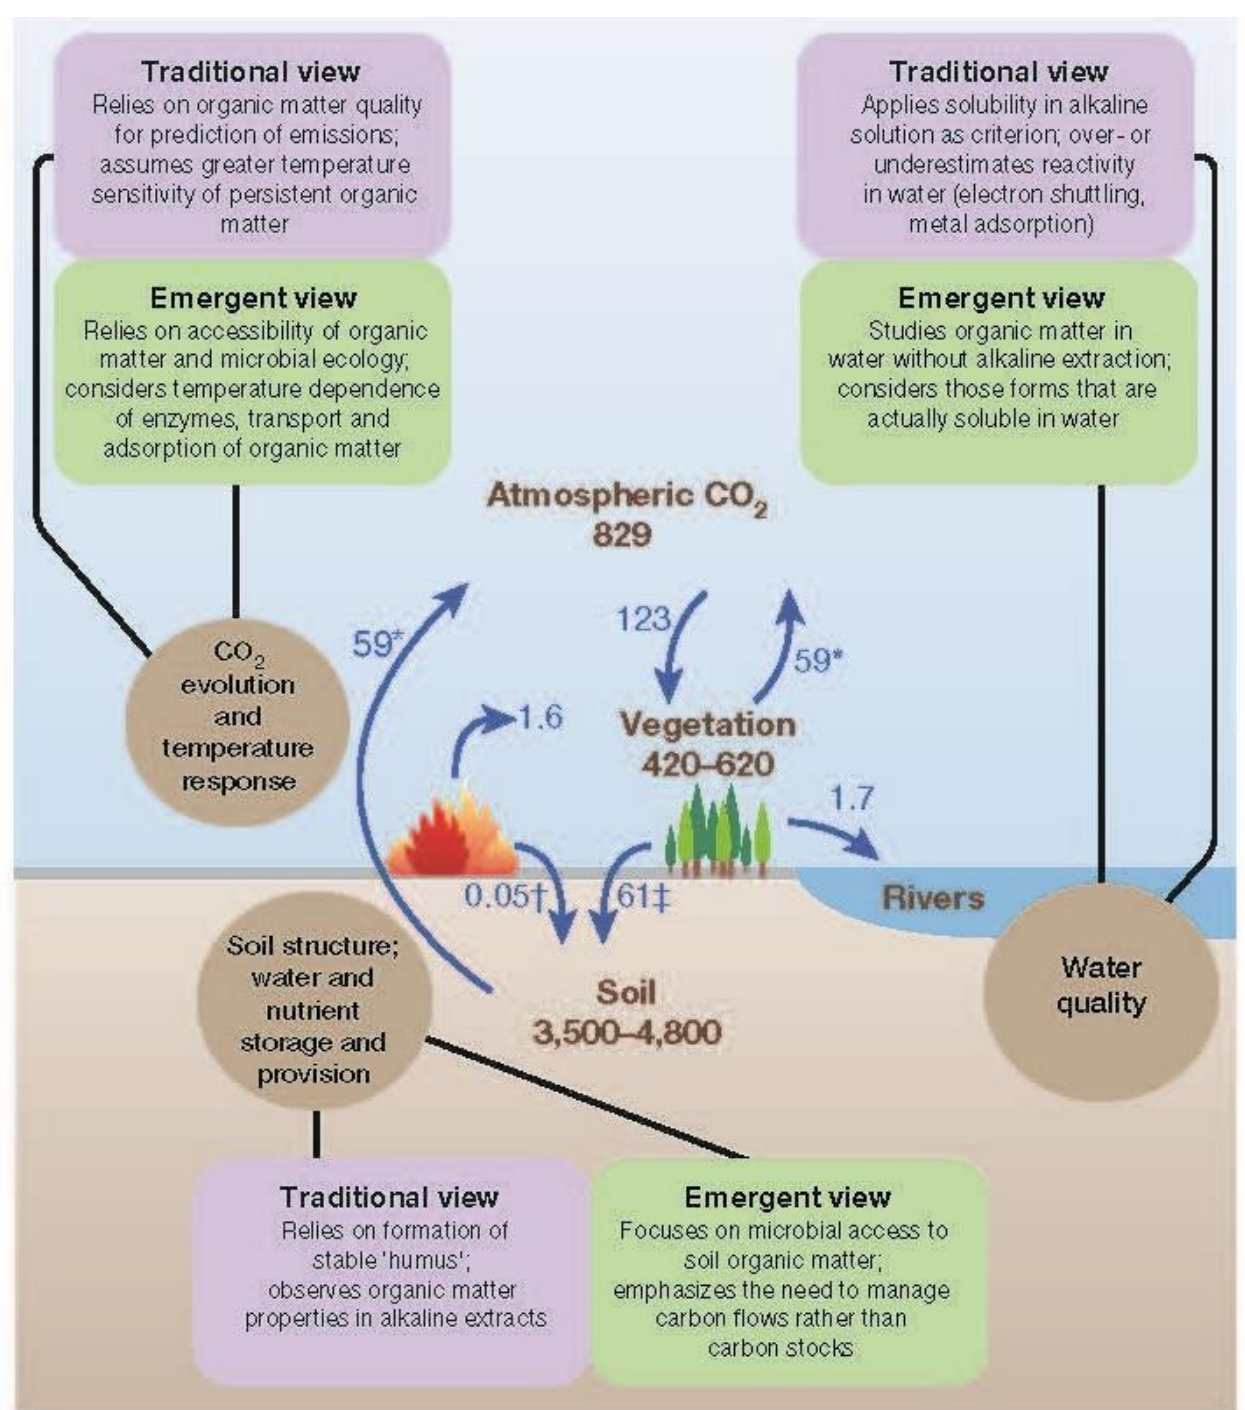 Traditional view
Relies on organic matter quality
for prediction of emissions;
assumes greater temperature
sensitivity of persistent organic
matter
Emergent view
Relies on accessibility of organic
matter and microbial ecology;
considers temperature dependence
of enzymes, transport and
adsorption of organic matter
Traditional view
Applies solubility in alkaline
solution as criterion; over- or
underestimates reactivity
in water (electron shuttling,
metal adsorption)
Emergent view
Studies organic matter in
water without alkaline extraction;
considers those forms that are
actually soluble in water
Atmospheric CO₂
829
CO₂
evolution
and
temperature
response
59*
123
59*
1.6
Vegetation
420–620
1.7
0.05†
61‡
Rivers
Soil structure;
water and
nutrient
storage and
provision
Soil
3,500–4,800
Water
quality
Traditional view
Relies on formation of
stable 'humus';
observes organic matter
properties in alkaline extracts
Emergent view
Focuses on microbial access to
soil organic matter;
emphasizes the need to manage
carbon flows rather than
carbon stocks